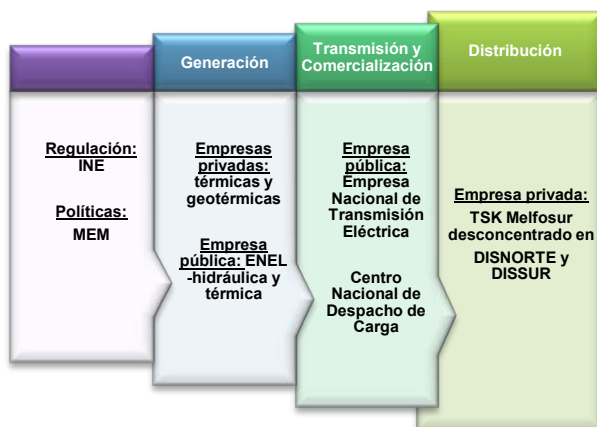 Generación
Transmisión y
Comercialización
Distribución
Regulación:
INE
Políticas:
MEM
Empresas
privadas:
térmicas y
geotérmicas
Empresa
pública: ENEL
-hidráulica y
térmica
Empresa
pública:
Empresa
Nacional de
Transmisión
Eléctrica
Centro
Nacional de
Despacho de
Carga
Empresa privada:
TSK Melfosur
desconcentrado en
DISNORTE y
DISSUR